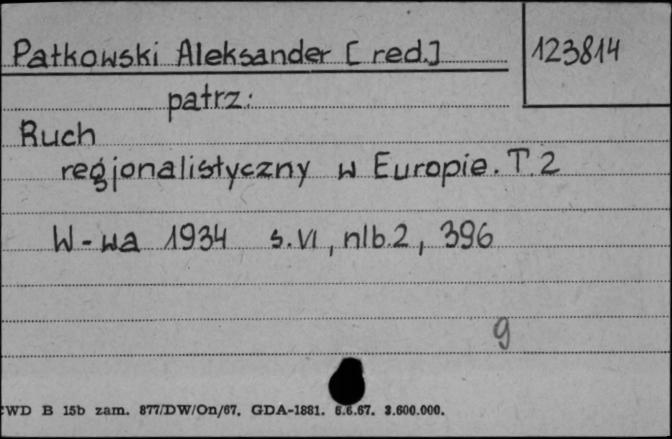 Patkowski Aleksander [red.]
123814
patrz:
Ruch
regjonalistyczny w Europie. T. 2
W-wa 1934 s. VI, nlb. 2, 396
g
WD B 15b zam. 877/DW/On/67. GDA-1881. 6.6.67. 3.600.000.